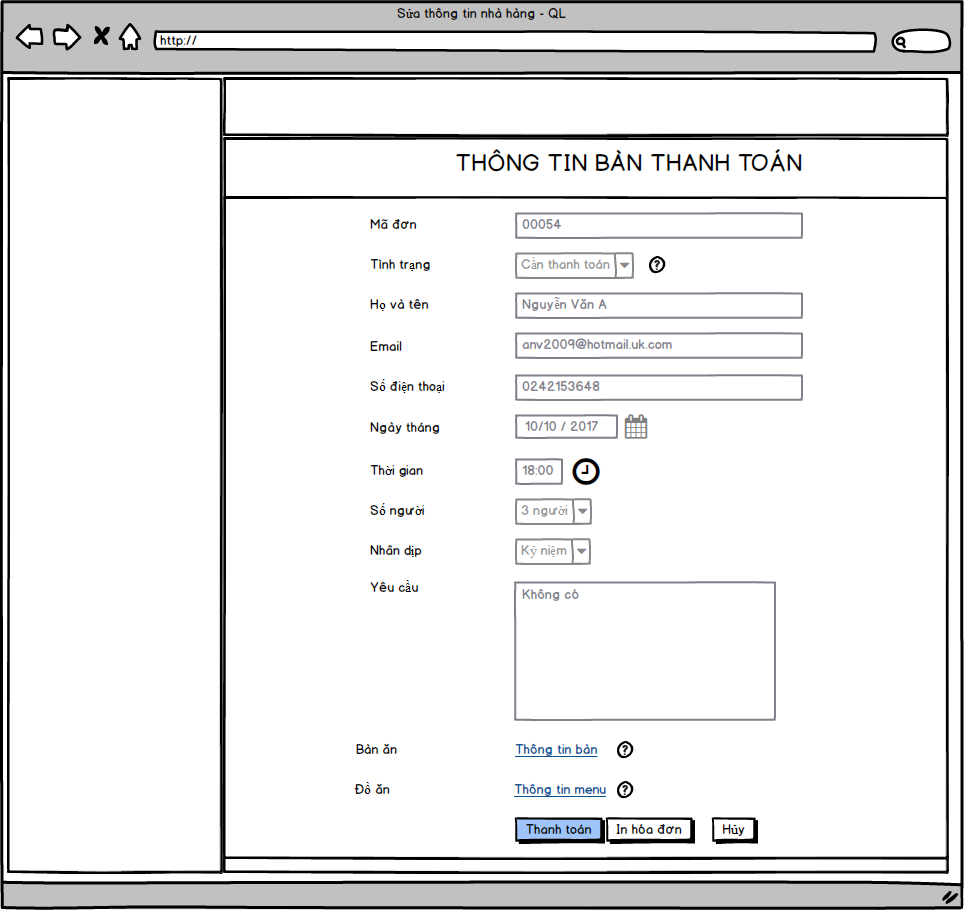 Sửa thông tin nhà hàng - QL
http://
THÔNG TIN BÀN THANH TOÁN
Mã đơn 00054
Tình trạng Cần thanh toán ?
Họ và tên Nguyễn Văn A
Email anv2009@hotmail.uk.com
Số điện thoại 0242153648
Ngày tháng 10/10 / 2017
Thời gian 18:00
Số người 3 người
Nhân dịp Kỷ niệm
Yêu cầu Không có
Bàn ăn Thông tin bàn ?
Đồ ăn Thông tin menu ?
Thanh toán In hóa đơn Hủy